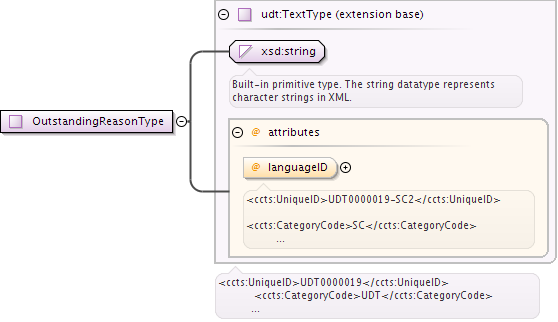 udt:TextType (extension base)
xsd:string
Built-in primitive type. The string datatype represents
character strings in XML.
OutstandingReasonType
@ attributes
@ languageID
<ccts:UniqueID>UDT0000019-SC2</ccts:UniqueID>
<ccts:CategoryCode>SC</ccts:CategoryCode>
...
<ccts:UniqueID>UDT0000019</ccts:UniqueID>
<ccts:CategoryCode>UDT</ccts:CategoryCode>
...